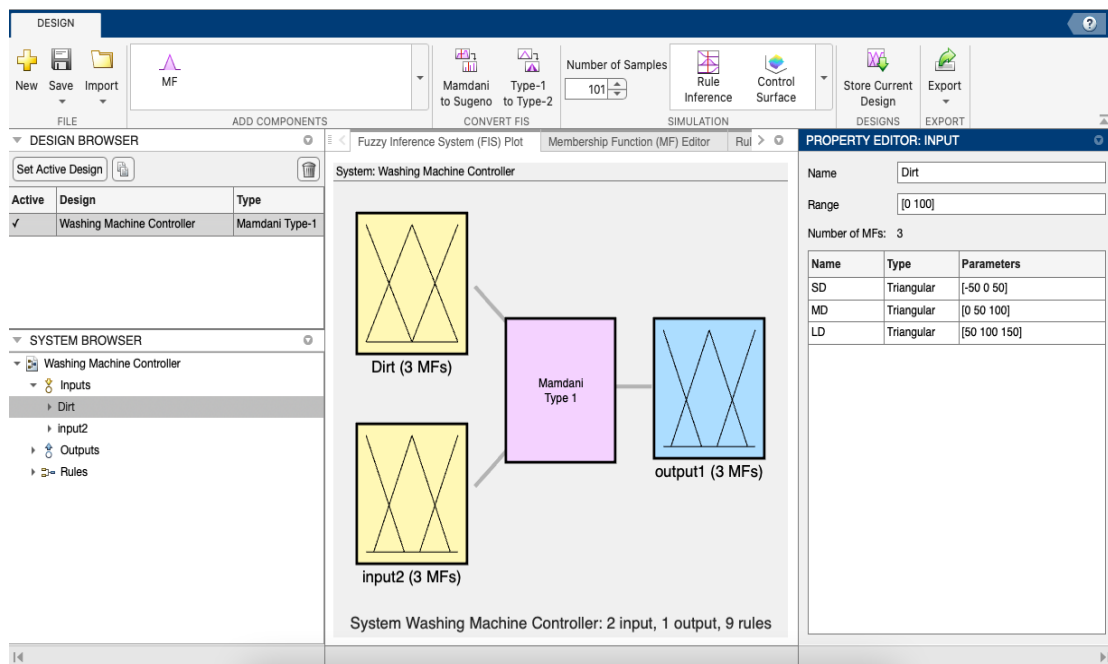 DESIGN
?
New
Save
Import
MF
Mamdani
to Sugeno
Type-1
to Type-2
Number of Samples
101
Rule
Inference
Control
Surface
Store Current
Design
Export
FILE
ADD COMPONENTS
CONVERT FIS
SIMULATION
DESIGNS
EXPORT
DESIGN BROWSER
Set Active Design
Active Design Type
✓ Washing Machine Controller Mamdani Type-1
SYSTEM BROWSER
Washing Machine Controller
Inputs
Dirt
input2
Outputs
Rules
Fuzzy Inference System (FIS) Plot
Membership Function (MF) Editor
Rul
System: Washing Machine Controller
Dirt (3 MFs)
Mamdani
Type 1
output1 (3 MFs)
input2 (3 MFs)
System Washing Machine Controller: 2 input, 1 output, 9 rules
PROPERTY EDITOR: INPUT
Name Dirt
Range [0 100]
Number of MFs: 3
Name Type Parameters
SD Triangular [-50 0 50]
MD Triangular [0 50 100]
LD Triangular [50 100 150]